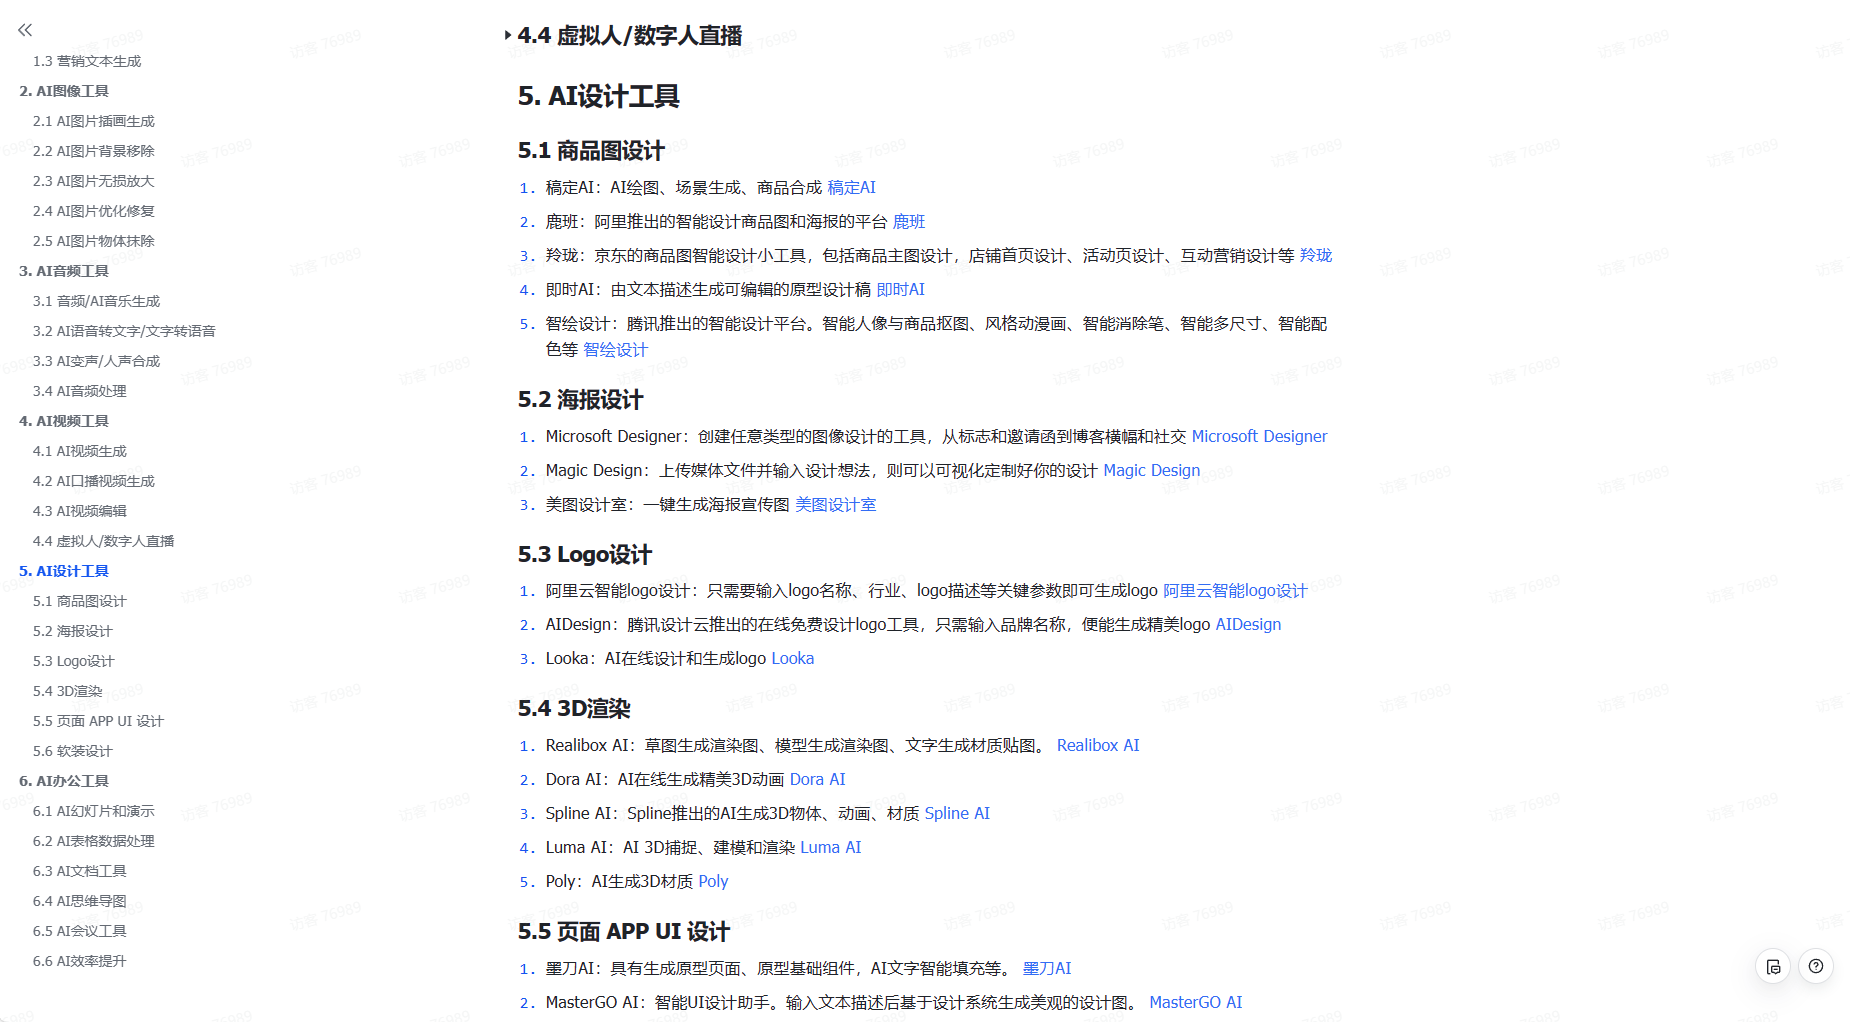 1.3 营销文本生成
2. AI图像工具
2.1 AI图片插画生成
2.2 AI图片背景移除
2.3 AI图片无损放大
2.4 AI图片优化修复
2.5 AI图片物体抹除
3. AI音频工具
3.1 音频/AI音乐生成
3.2 AI语音转文字/文字转语音
3.3 AI变声/人声合成
3.4 AI音频处理
4. AI视频工具
4.1 AI视频生成
4.2 AI口播视频生成
4.3 AI视频编辑
4.4 虚拟人/数字人直播
5. AI设计工具
5.1 商品图设计
5.2 海报设计
5.3 Logo设计
5.4 3D渲染
5.5 页面 APP UI 设计
5.6 软装设计
6. AI办公工具
6.1 AI幻灯片和演示
6.2 AI表格数据处理
6.3 AI文档工具
6.4 AI思维导图
6.5 AI会议工具
6.6 AI效率提升
4.4 虚拟人/数字人直播
5. AI设计工具
5.1 商品图设计
1. 稿定AI：AI绘图、场景生成、商品合成 稿定AI
2. 鹿班：阿里推出的智能设计商品图和海报的平台 鹿班
3. 羚珑：京东的商品图智能设计小工具，包括商品主图设计，店铺首页设计、活动页设计、互动营销设计等 羚珑
4. 即时AI：由文本描述生成可编辑的原型设计稿 即时AI
5. 智绘设计：腾讯推出的智能设计平台。智能人像与商品抠图、风格动漫画、智能消除笔、智能多尺寸、智能配
色等 智绘设计
5.2 海报设计
1. Microsoft Designer：创建任意类型的图像设计的工具，从标志和邀请函到博客横幅和社交 Microsoft Designer
2. Magic Design：上传媒体文件并输入设计想法，则可以可视化定制好你的设计 Magic Design
3. 美图设计室：一键生成海报宣传图 美图设计室
5.3 Logo设计
1. 阿里云智能logo设计：只需要输入logo名称、行业、logo描述等关键参数即可生成logo 阿里云智能logo设计
2. AIDesign：腾讯设计云推出的在线免费设计logo工具，只需输入品牌名称，便能生成精美logo AIDesign
3. Looka：AI在线设计和生成logo Looka
5.4 3D渲染
1. Realibox AI：草图生成渲染图、模型生成渲染图、文字生成材质贴图。 Realibox AI
2. Dora AI：AI在线生成精美3D动画 Dora AI
3. Spline AI：Spline推出的AI生成3D物体、动画、材质 Spline AI
4. Luma AI：AI 3D捕捉、建模和渲染 Luma AI
5. Poly：AI生成3D材质 Poly
5.5 页面 APP UI 设计
1. 墨刀AI：具有生成原型页面、原型基础组件，AI文字智能填充等。 墨刀AI
2. MasterGO AI：智能UI设计助手。输入文本描述后基于设计系统生成美观的设计图。 MasterGO AI
访客 76989